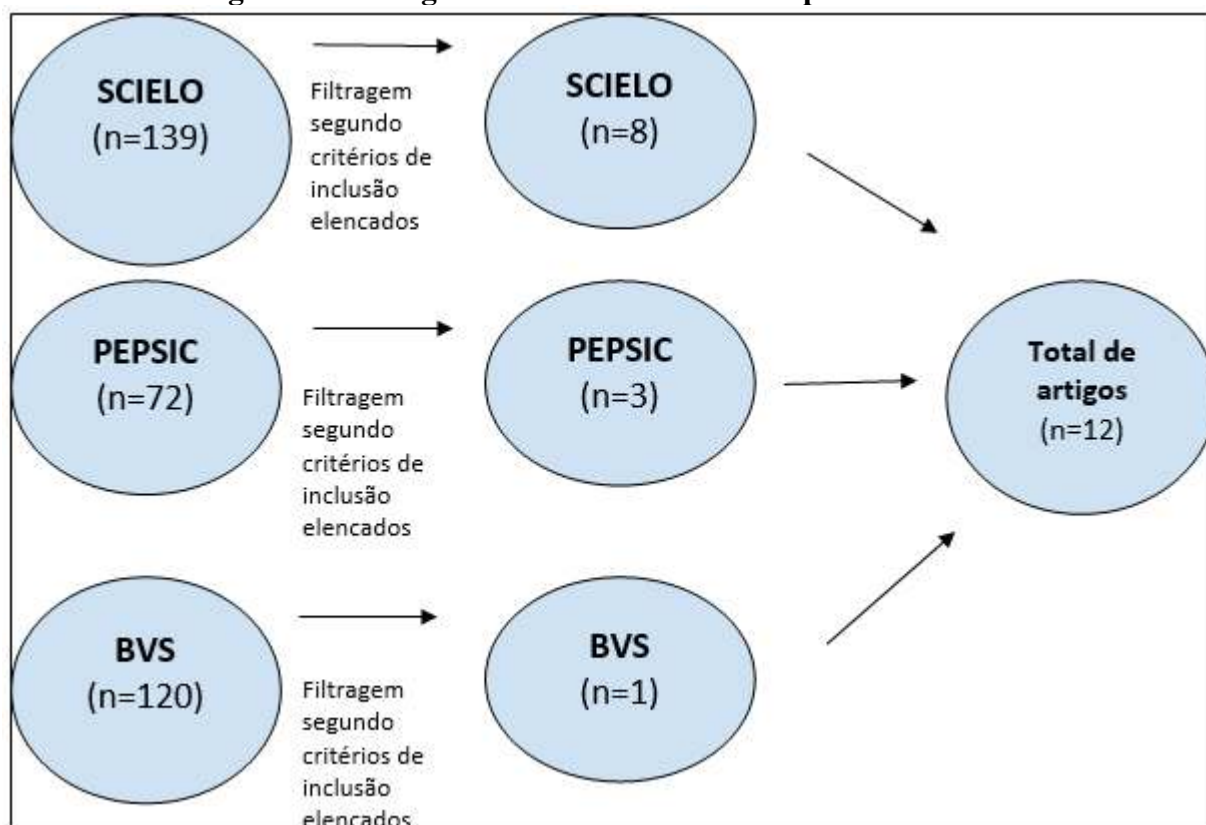 SCIELO
(n=139)
Filtragem
segundo
critérios de
inclusão
elencados
SCIELO
(n=8)
PEPSIC
(n=72)
Filtragem
segundo
critérios de
inclusão
elencados
PEPSIC
(n=3)
Total de
artigos
(n=12)
BVS
(n=120)
Filtragem
segundo
critérios de
inclusão
elencados
BVS
(n=1)